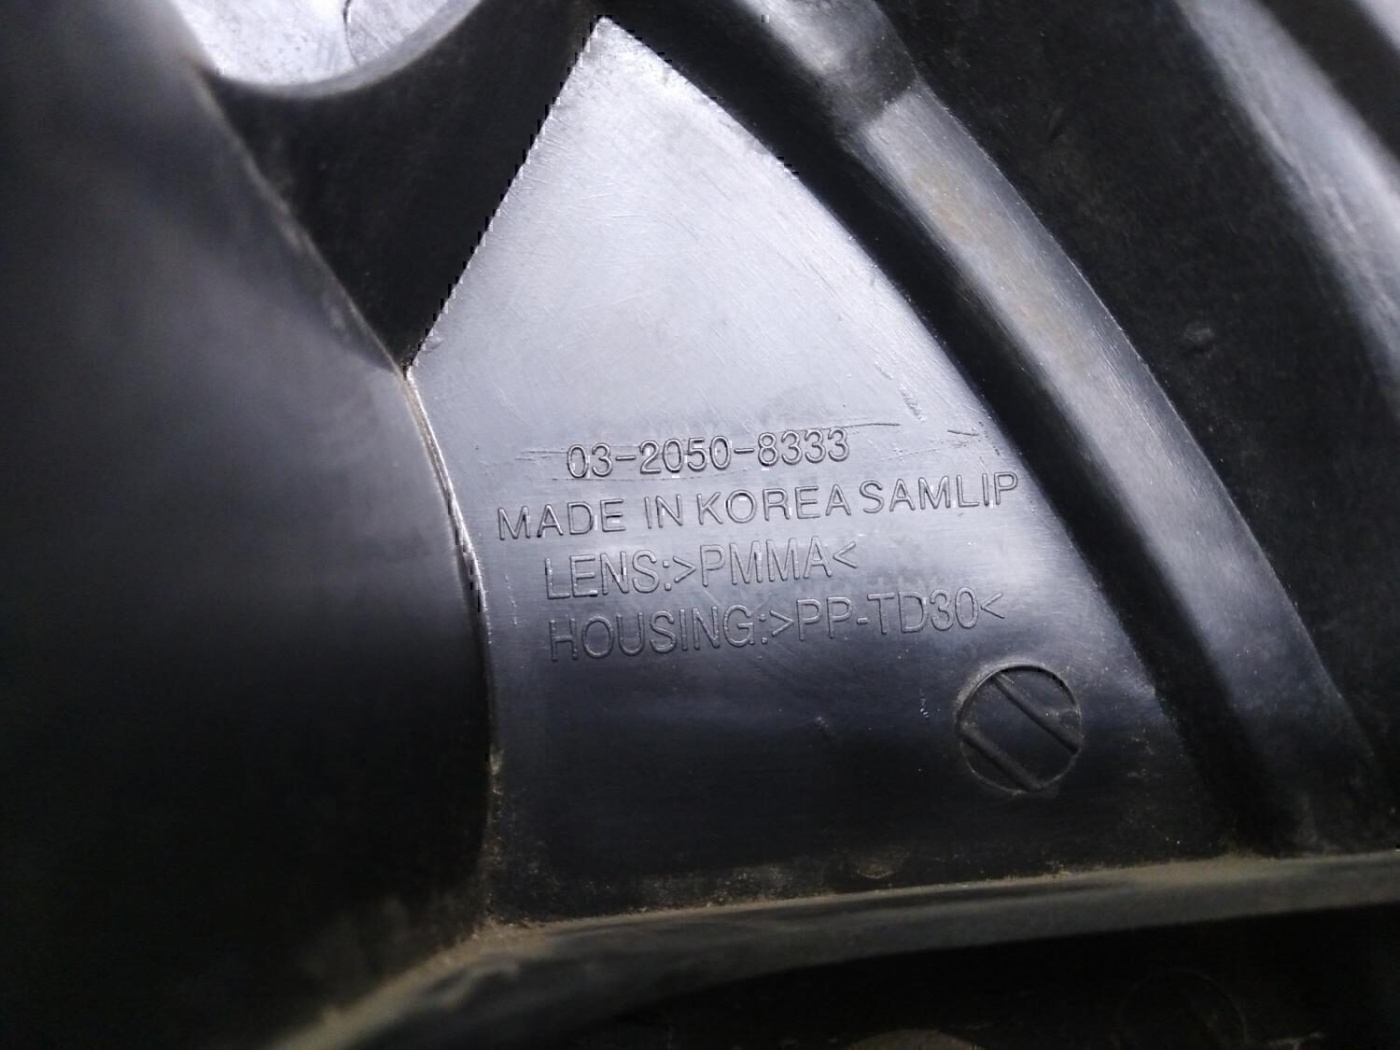 03-2050-8333
MADE IN KOREA SAMLIP
LENS:>PMMA<
HOUSING:>PP-TD30<